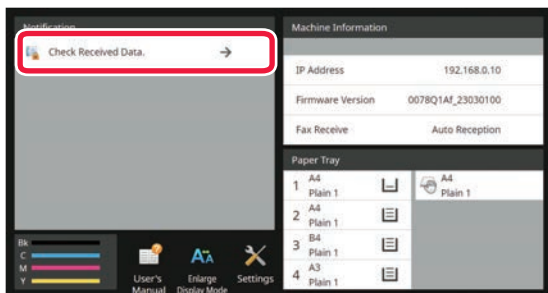 Notification
Check Received Data.
Machine Information
IP Address 192.168.0.10
Firmware Version 0078Q1Af_23030100
Fax Receive Auto Reception
Paper Tray
1 A4 Plain 1
A4 Plain 1
2 A4 Plain 1
3 B4 Plain 1
4 A3 Plain 1
Bk
C
M
Y
User's Manual
Enlarge Display Mode
Settings